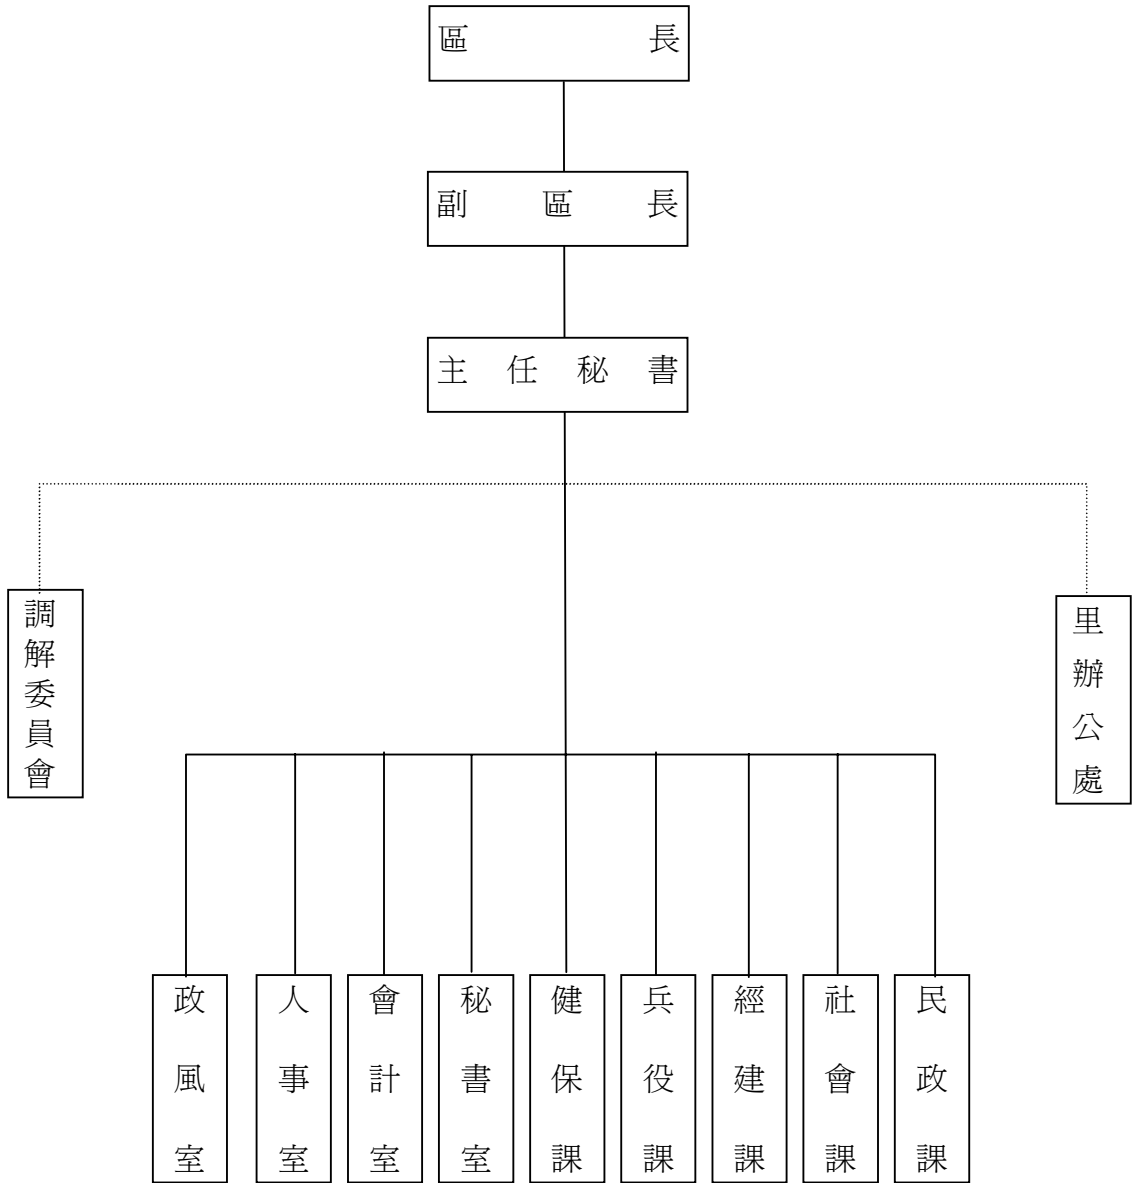 區長
副區長
主任秘書
調解委員會
里辦公處
政風室
人事室
會計室
秘書室
健保課
兵役課
經建課
社會課
民政課